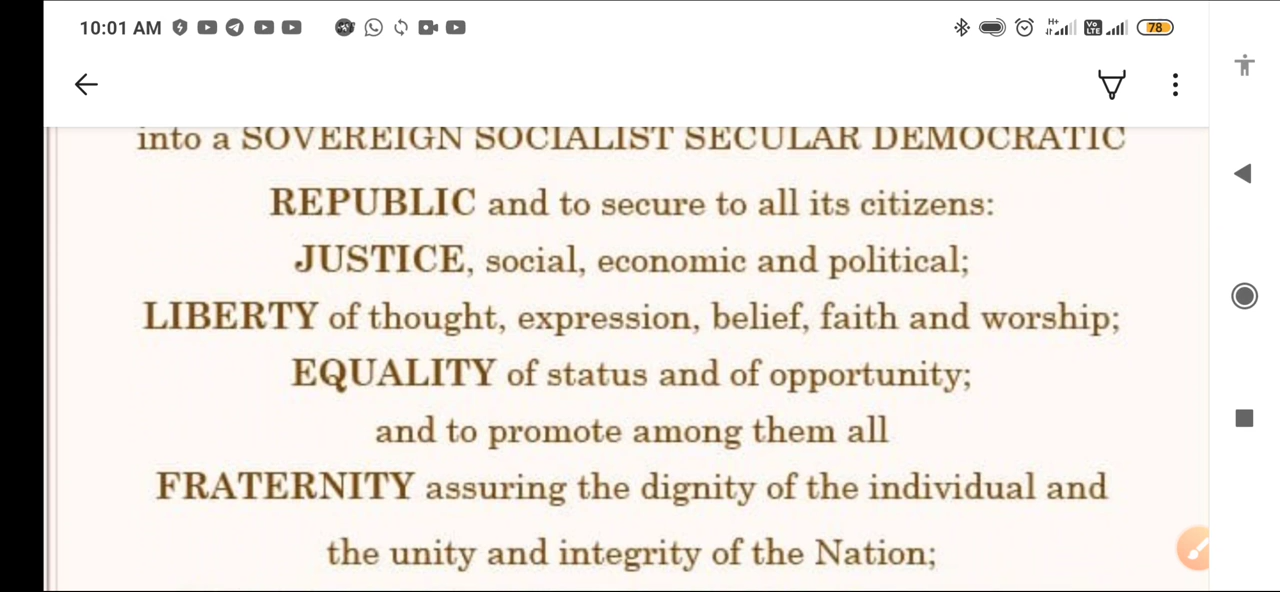 10:01 AM
H+
Vo LTE
78
into a SOVEREIGN SOCIALIST SECULAR DEMOCRATIC
REPUBLIC and to secure to all its citizens:
JUSTICE, social, economic and political;
LIBERTY of thought, expression, belief, faith and worship;
EQUALITY of status and of opportunity;
and to promote among them all
FRATERNITY assuring the dignity of the individual and
the unity and integrity of the Nation;